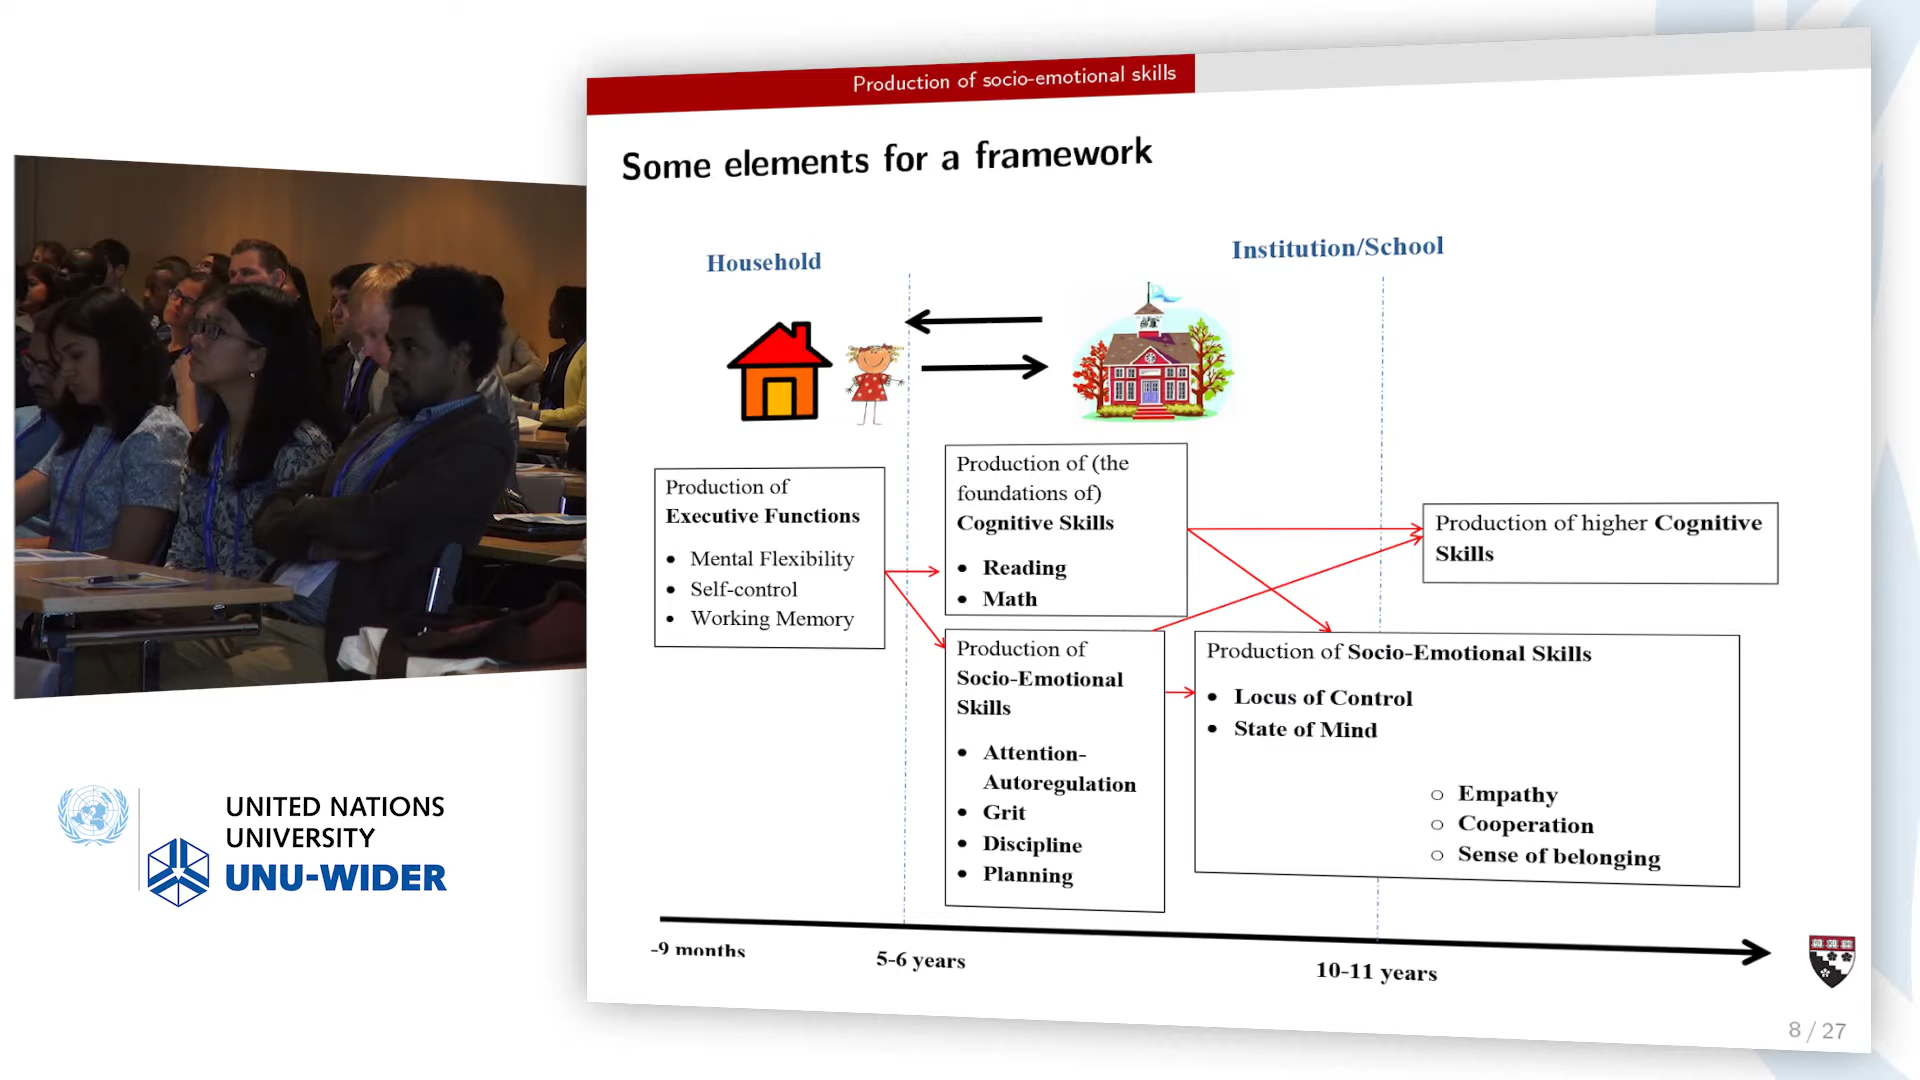 Production of socio-emotional skills
Some elements for a framework
Household
Institution/School
Production of
Executive Functions
• Mental Flexibility
• Self-control
• Working Memory
Production of (the
foundations of)
Cognitive Skills
• Reading
• Math
Production of
Socio-Emotional
Skills
• Attention-
Autoregulation
• Grit
• Discipline
• Planning
Production of higher Cognitive
Skills
Production of Socio-Emotional Skills
• Locus of Control
• State of Mind
○ Empathy
○ Cooperation
○ Sense of belonging
-9 months
5-6 years
10-11 years
8 / 27
UNITED NATIONS
UNIVERSITY
UNU-WIDER